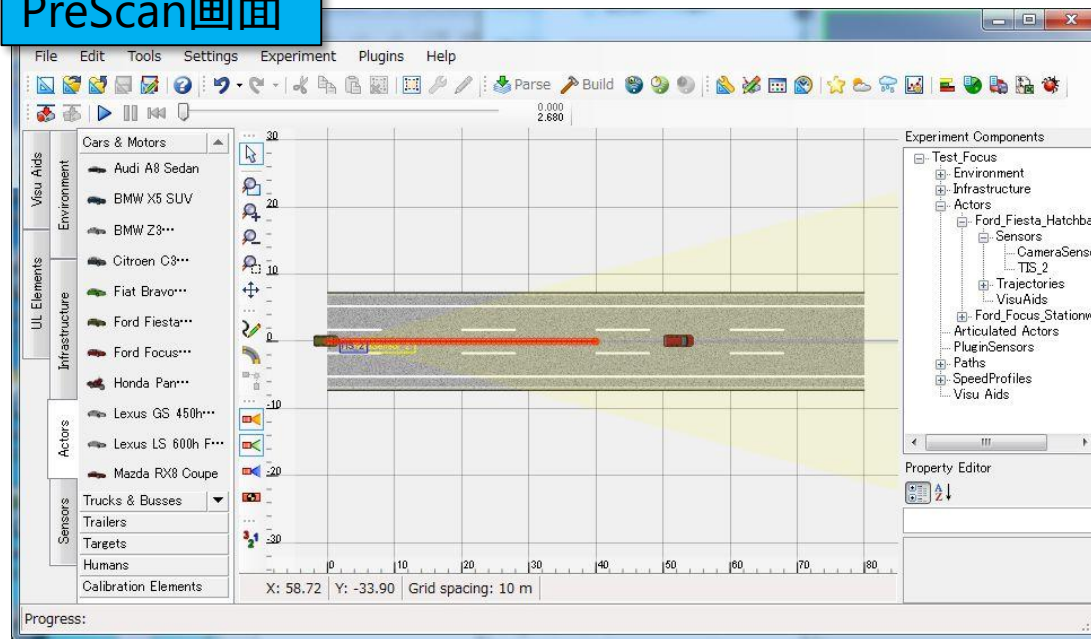 PreScan画面
File Edit Tools Settings Experiment Plugins Help
Parse Build
0.000
2.680
Visu Aids
Environment
UL Elements
Infrastructure
Actors
Sensors
Cars & Motors
Audi A8 Sedan
BMW X5 SUV
BMW Z3…
Citroen C3…
Fiat Bravo…
Ford Fiesta…
Ford Focus…
Honda Pan…
Lexus GS 450h…
Lexus LS 600h F…
Mazda RX8 Coupe
Trucks & Busses
Trailers
Targets
Humans
Calibration Elements
30
20
10
0
-10
-20
-30
TIS_2
0 10 20 30 40 50 60 70 80
X: 58.72 Y: -33.90 Grid spacing: 10 m
Experiment Components
Test_Focus
Environment
Infrastructure
Actors
Ford_Fiesta_Hatchba
Sensors
CameraSenso
TIS_2
Trajectories
VisuAids
Ford_Focus_Stationw
Articulated Actors
PluginSensors
Paths
SpeedProfiles
Visu Aids
Property Editor
Progress: